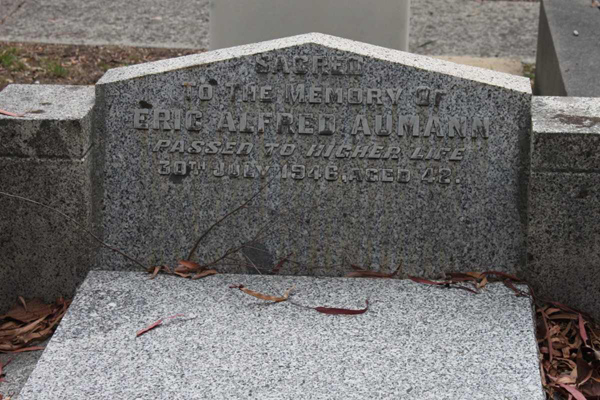 SACRED
TO THE MEMORY OF
ERIC ALFRED AUMANN
PASSED TO HIGHER LIFE
30TH JULY 1946, AGED 42.